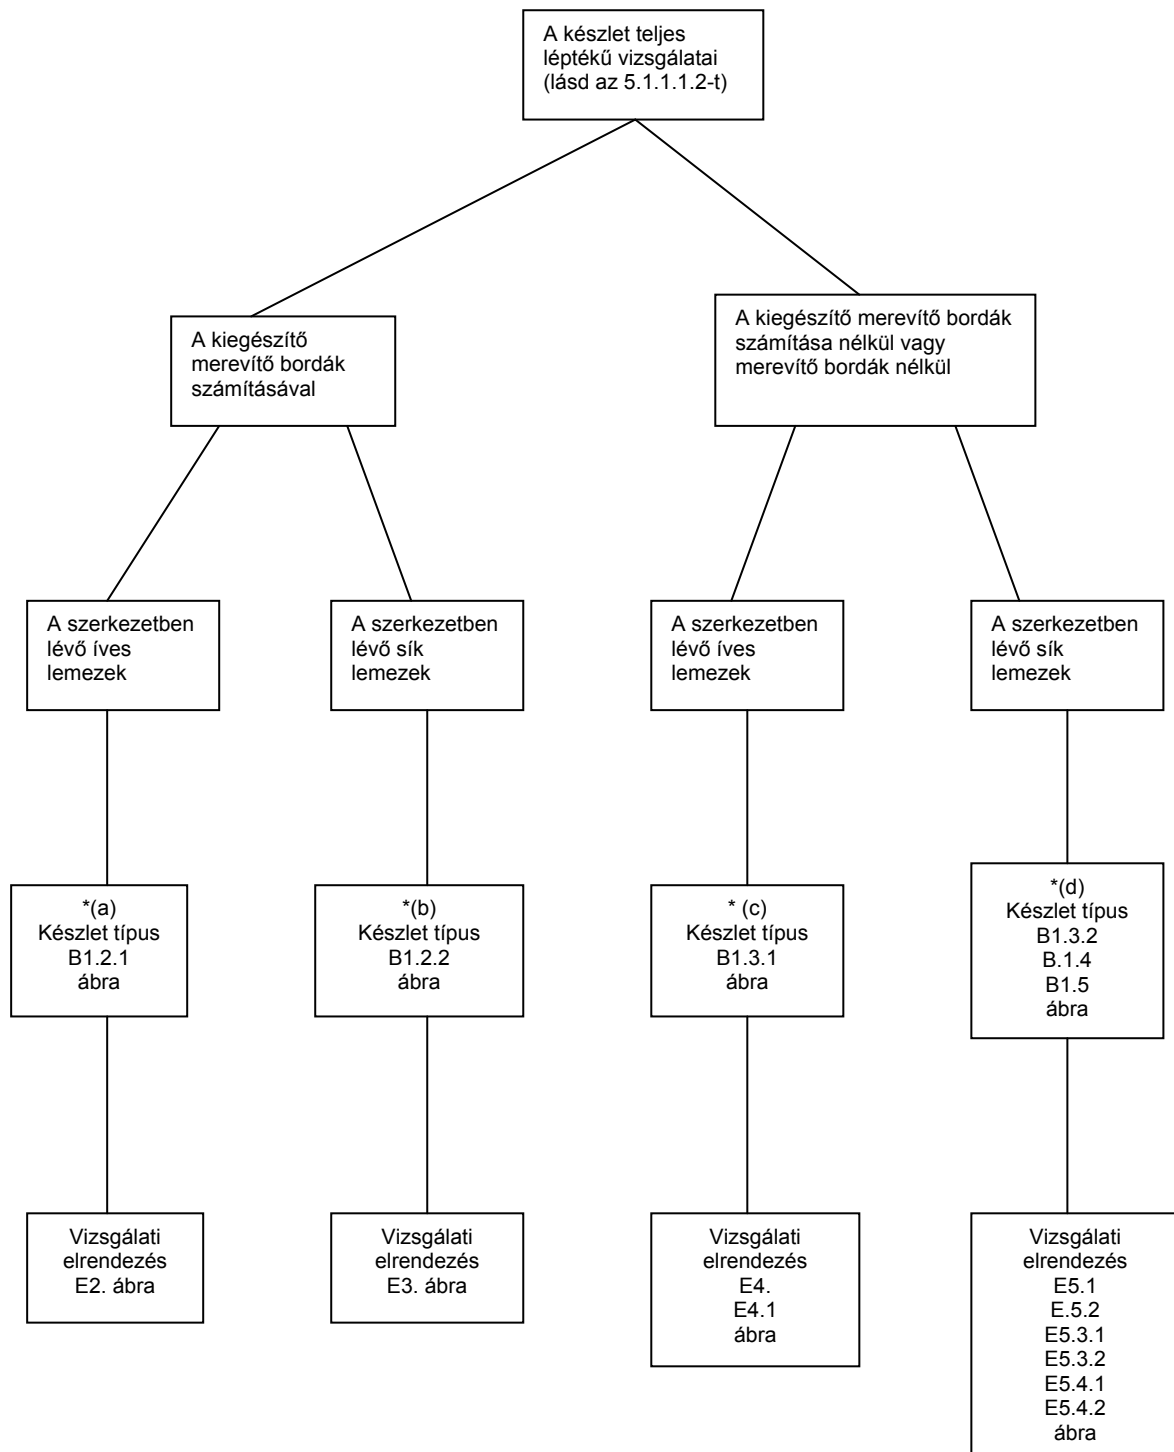 A készlet teljes
léptékű vizsgálatai
(lásd az 5.1.1.1.2-t)
A kiegészítő
merevítő bordák
számításával
A kiegészítő merevítő bordák
számítása nélkül vagy
merevítő bordák nélkül
A szerkezetben
lévő íves
lemezek
A szerkezetben
lévő sík
lemezek
A szerkezetben
lévő íves
lemezek
A szerkezetben
lévő sík
lemezek
*(a)
Készlet típus
B1.2.1
ábra
*(b)
Készlet típus
B1.2.2
ábra
* (c)
Készlet típus
B1.3.1
ábra
*(d)
Készlet típus
B1.3.2
B.1.4
B1.5
ábra
Vizsgálati
elrendezés
E2. ábra
Vizsgálati
elrendezés
E3. ábra
Vizsgálati
elrendezés
E4.
E4.1
ábra
Vizsgálati
elrendezés
E5.1
E.5.2
E5.3.1
E5.3.2
E5.4.1
E5.4.2
ábra